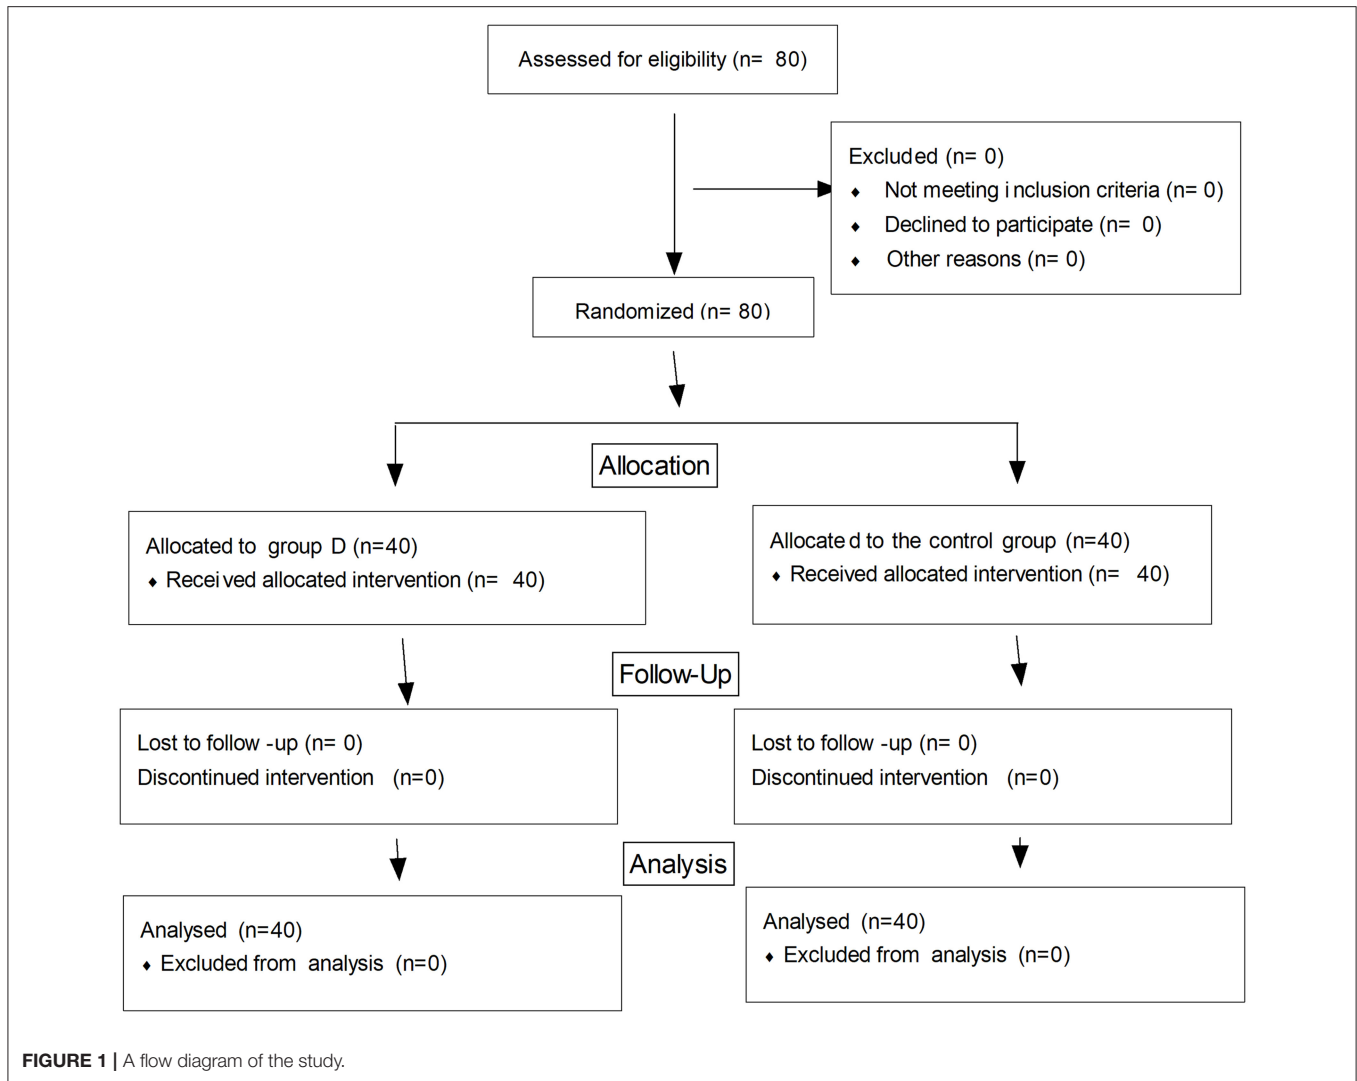 Assessed for eligibility (n= 80)
Excluded (n= 0)
♦ Not meeting inclusion criteria (n= 0)
♦ Declined to participate (n= 0)
♦ Other reasons (n= 0)
Randomized (n= 80)
Allocation
Allocated to group D (n=40)
♦ Received allocated intervention (n= 40)
Allocated to the control group (n=40)
♦ Received allocated intervention (n= 40)
Follow-Up
Lost to follow -up (n= 0)
Discontinued intervention (n=0)
Lost to follow -up (n= 0)
Discontinued intervention (n=0)
Analysis
Analysed (n=40)
♦ Excluded from analysis (n=0)
Analysed (n=40)
♦ Excluded from analysis (n=0)
FIGURE 1 | A flow diagram of the study.